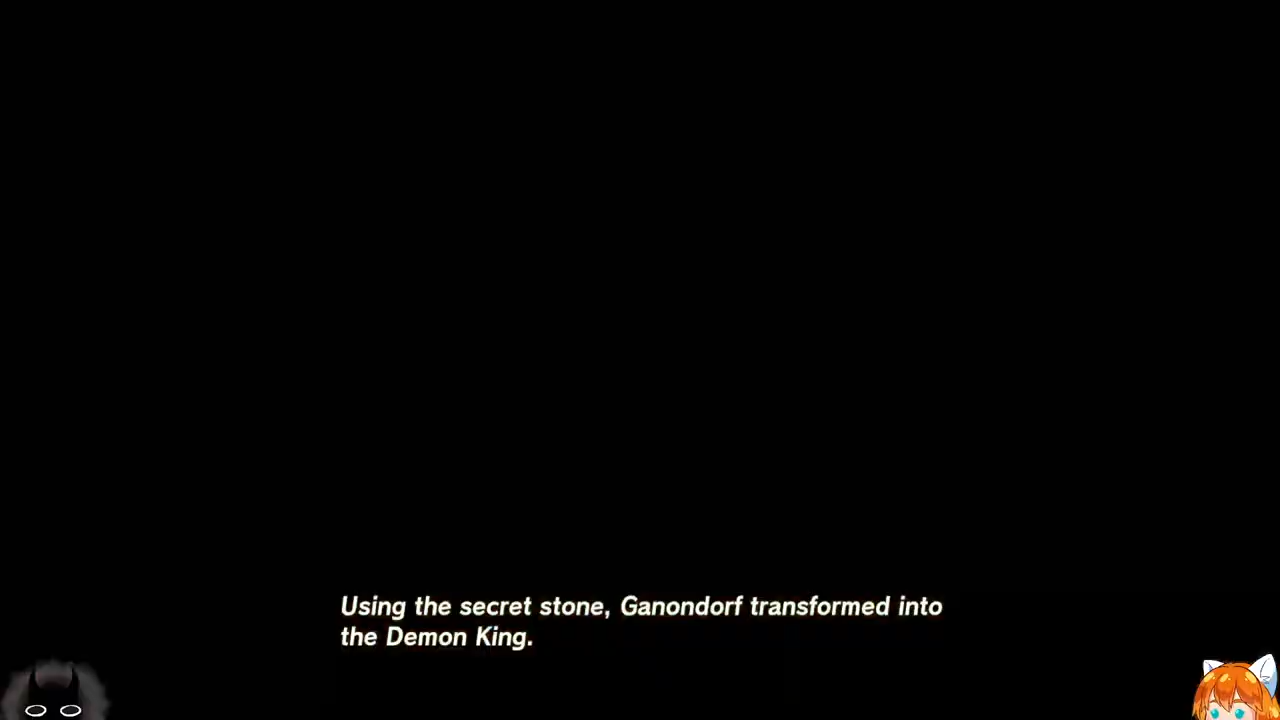 Using the secret stone, Ganondorf transformed into
the Demon King.